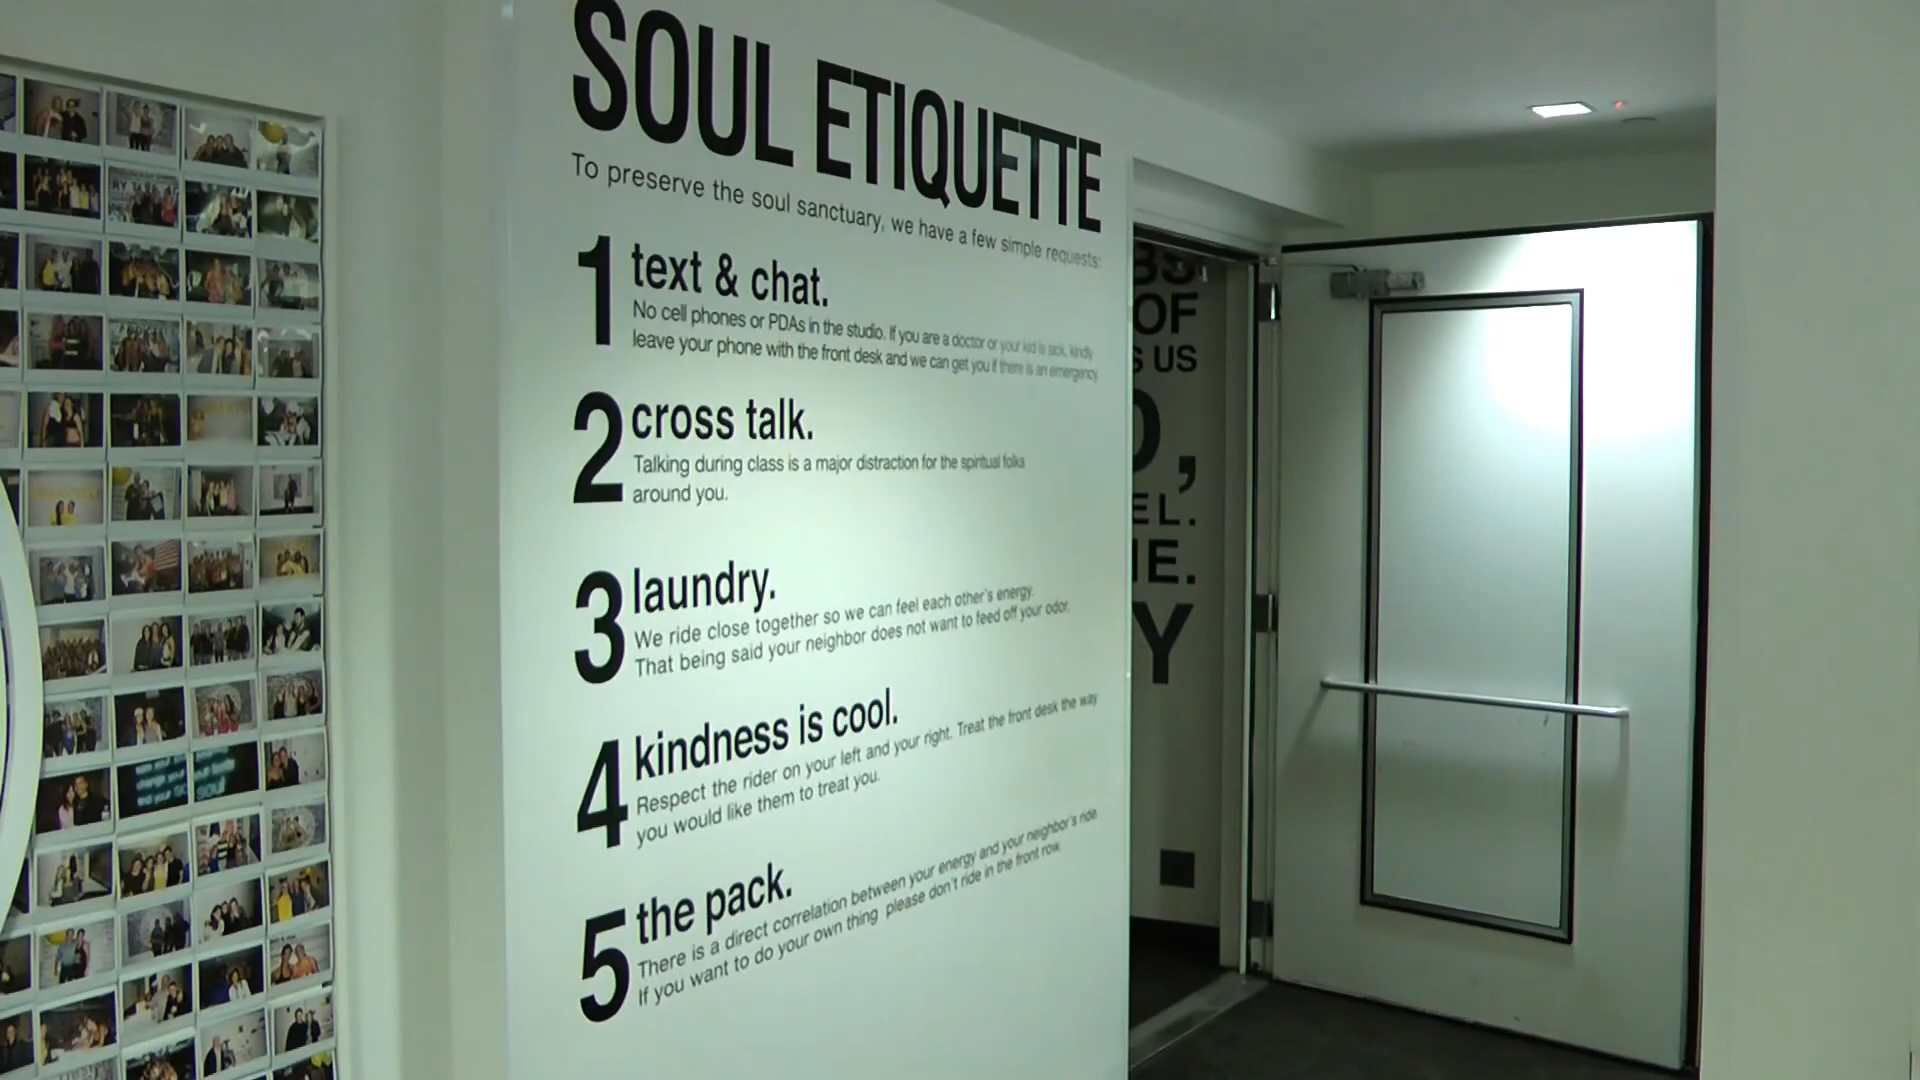 SOUL ETIQUETTE
To preserve the soul sanctuary, we have a few simple requests:
1 text & chat.
No cell phones or PDAs in the studio. If you are a doctor or your kid is sick, kindly
leave your phone with the front desk and we can get you if there is an emergency.
2 cross talk.
Talking during class is a major distraction for the spiritual folks
around you.
3 laundry.
We ride close together so we can feel each other's energy.
That being said your neighbor does not want to feed off your odor.
4 kindness is cool.
Respect the rider on your left and your right. Treat the front desk the way
you would like them to treat you.
5 the pack.
There is a direct correlation between your energy and your neighbor's ride.
If you want to do your own thing please don't ride in the front row.
OF
US